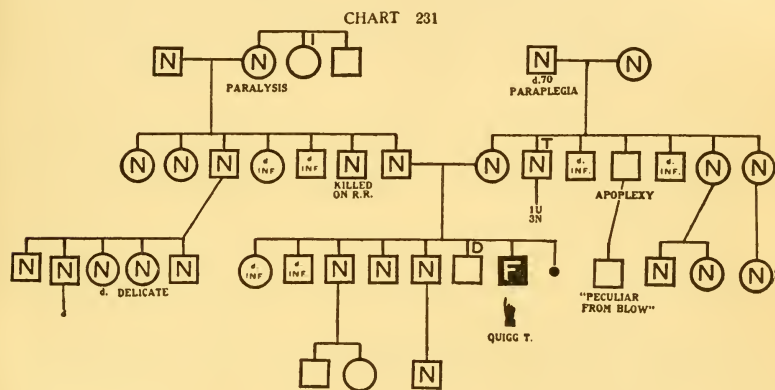 CHART 231
I
N N N N
PARALYSIS d.70
PARAPLEGIA
T
N N N d d N N N N d. d. N N
INF INF INF. INF.
KILLED APOPLEXY
ON R.R.
1U
3N
D
N N N N N d. d. N N N F N N N
INF INF.
d. DELICATE "PECULIAR
d FROM BLOW"
QUIGG T.
N